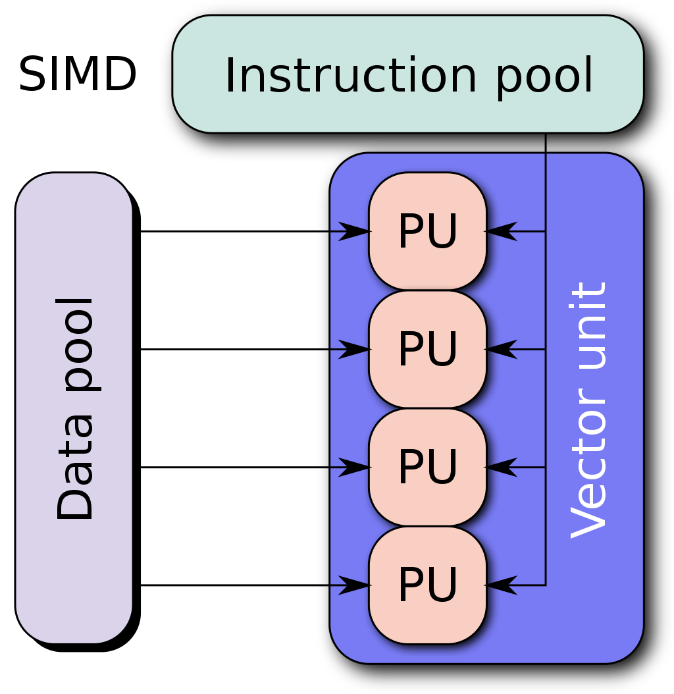 SIMD
Instruction pool
Data pool
PU
PU
PU
PU
Vector unit